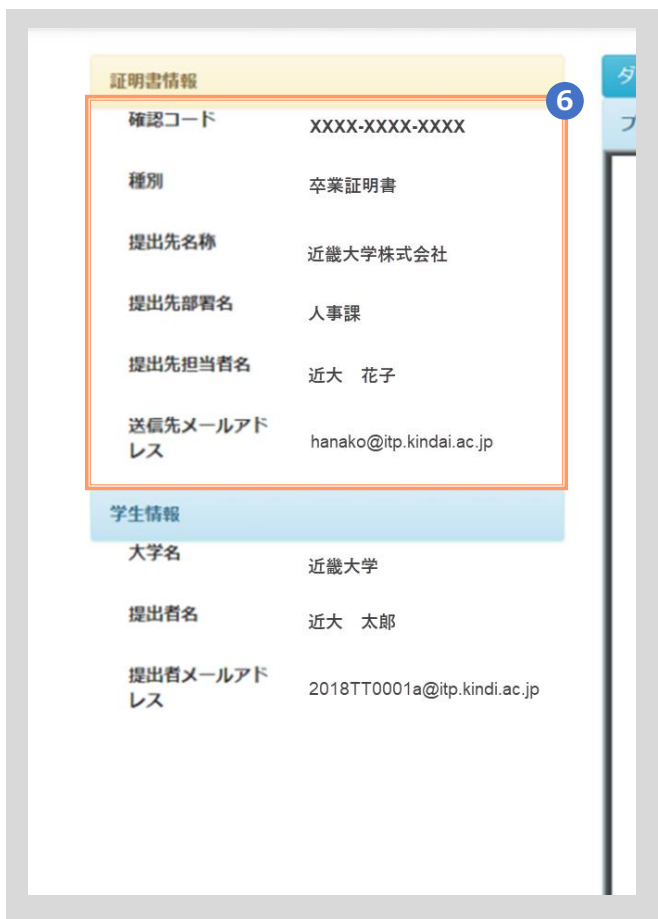 証明書情報
ダ
6
確認コード XXXX-XXXX-XXXX
プ
種別 卒業証明書
提出先名称 近畿大学株式会社
提出先部署名 人事課
提出先担当者名 近大　花子
送信先メールアド
レス hanako@itp.kindai.ac.jp
学生情報
大学名 近畿大学
提出者名 近大　太郎
提出者メールアド
レス 2018TT0001a@itp.kindi.ac.jp